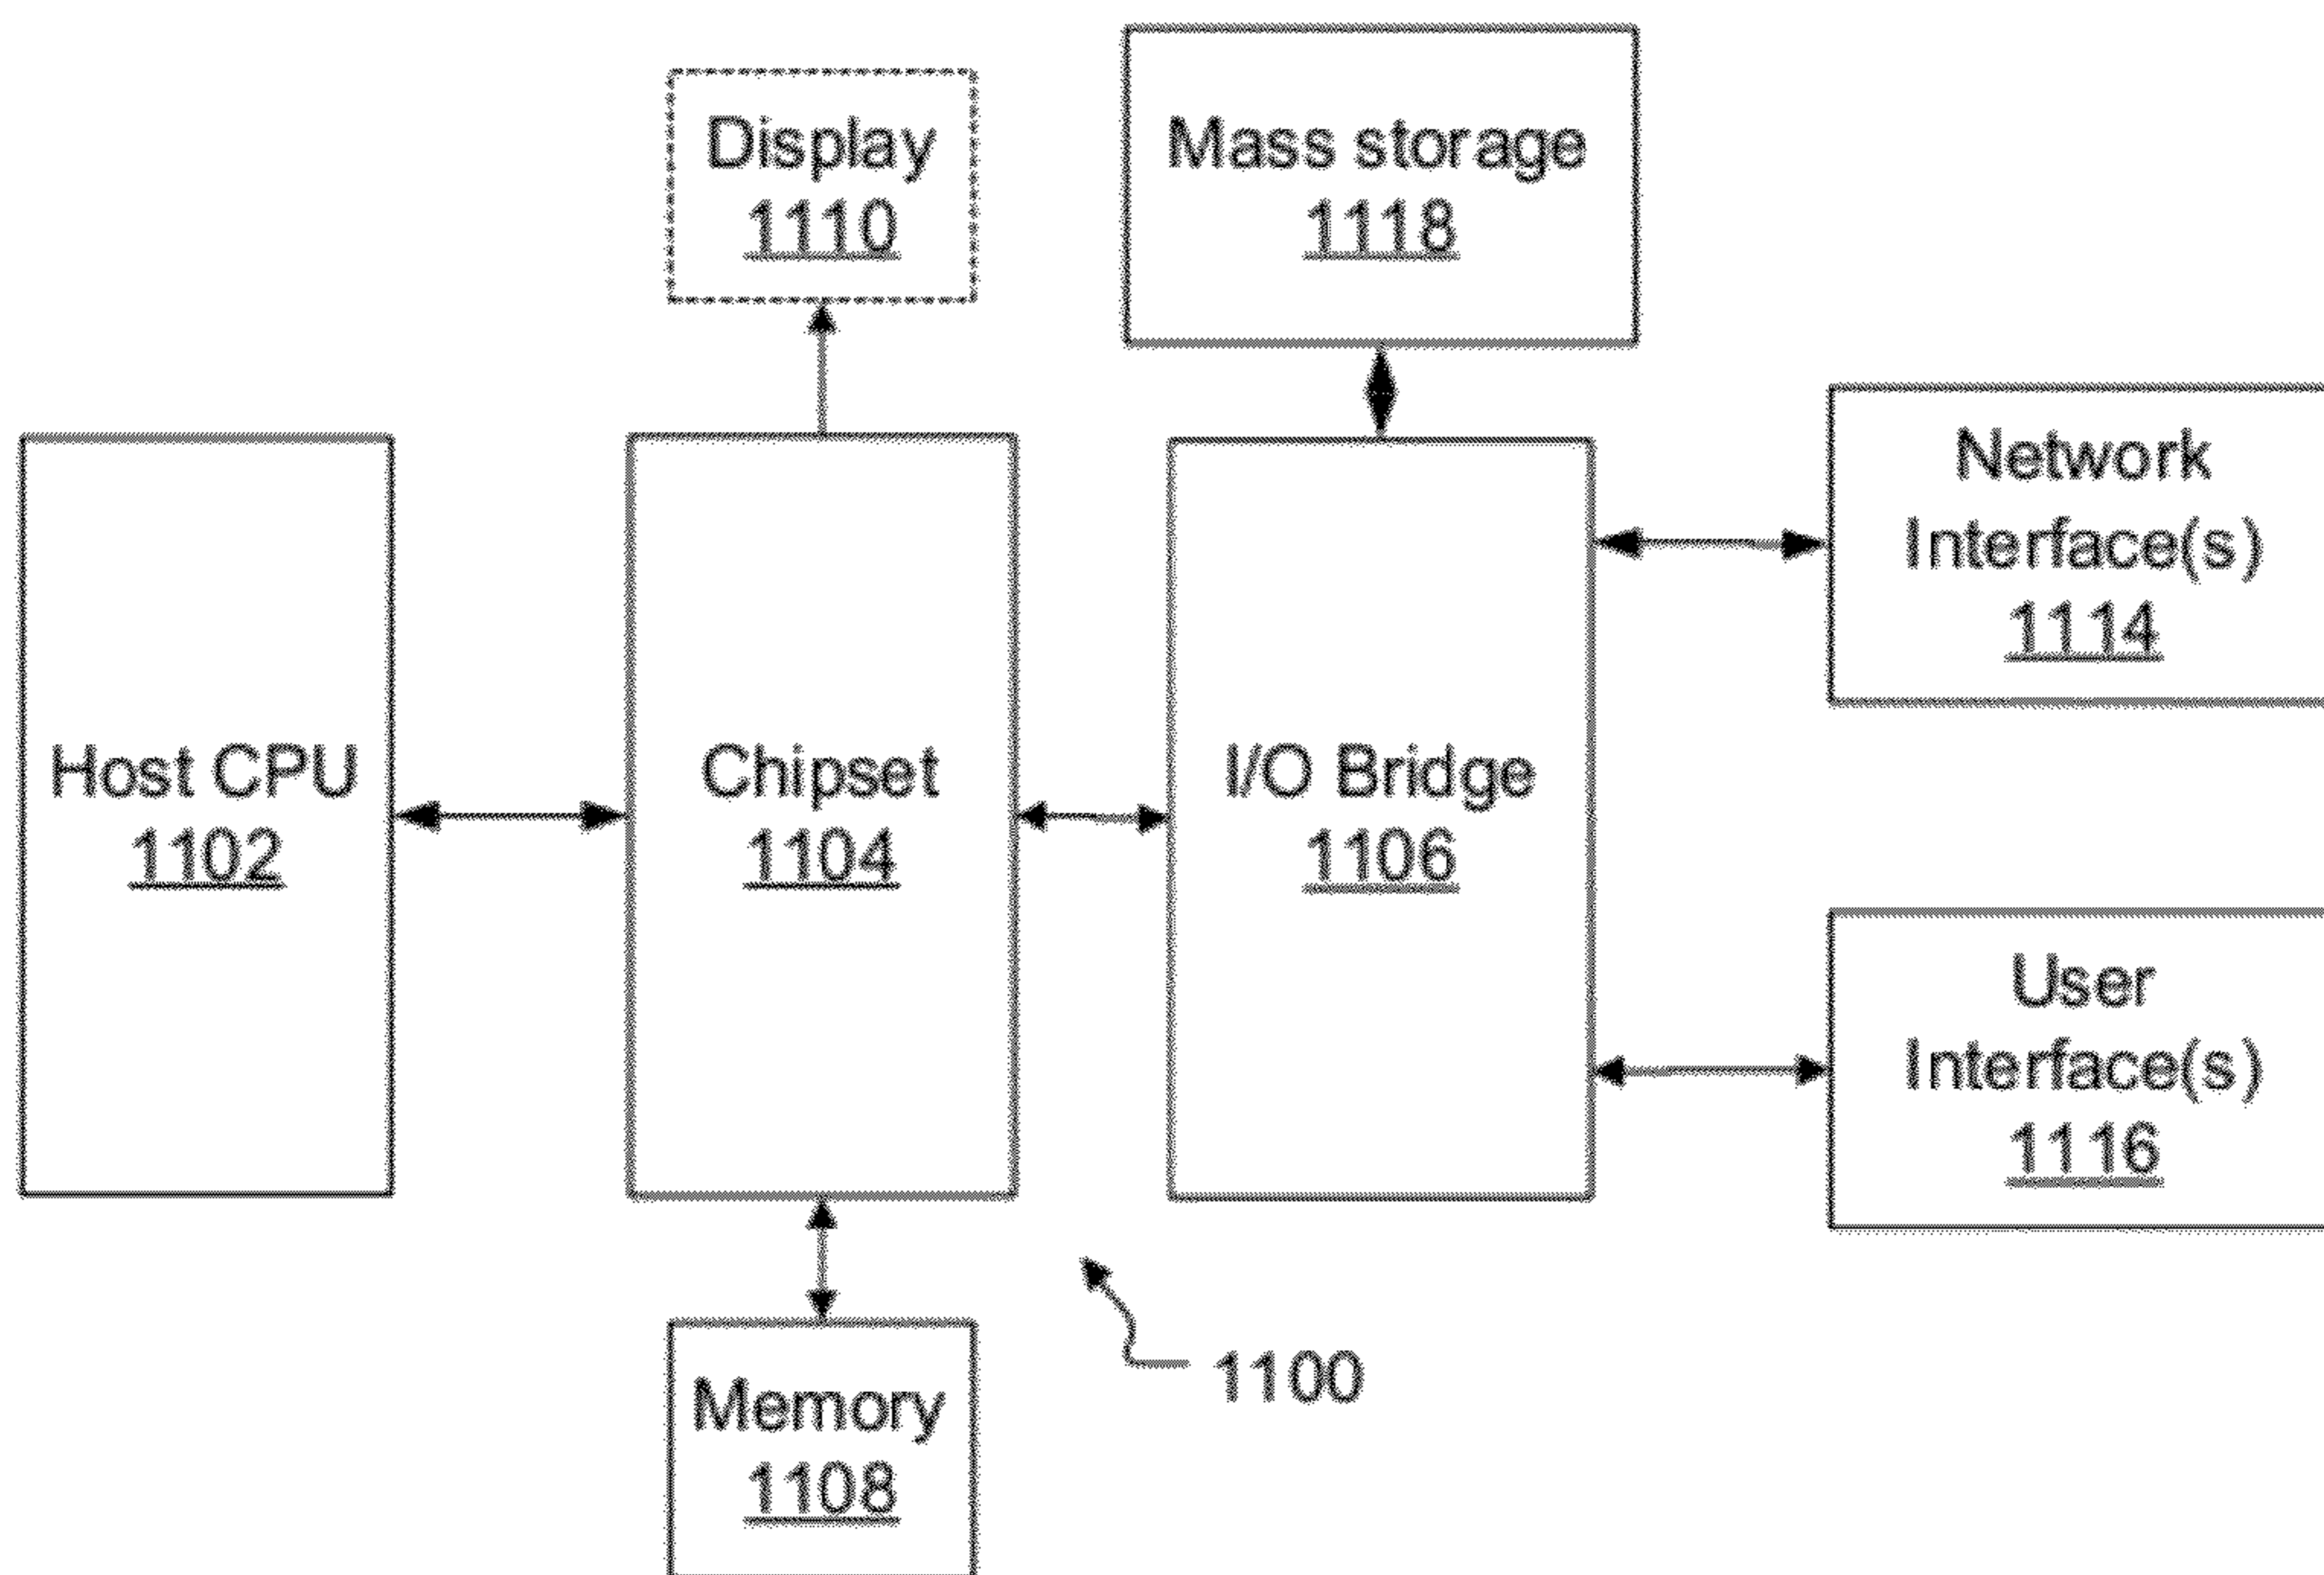 Display
1110
Mass storage
1118
Network
Interface(s)
1114
Host CPU
1102
Chipset
1104
I/O Bridge
1106
User
Interface(s)
1116
Memory
1108
1100